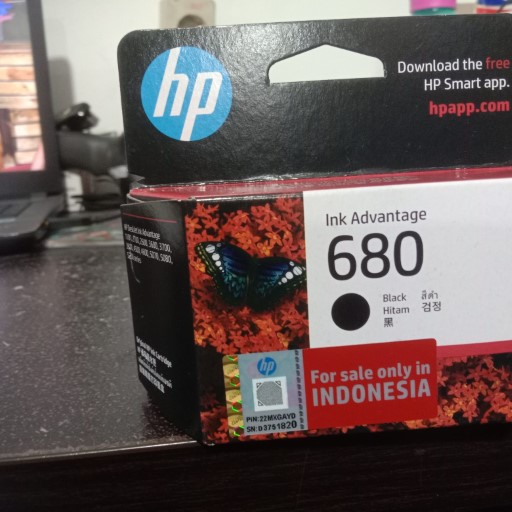 hp
Download the free
HP Smart app.
hpapp.com
Ink Advantage
680
Black
Hitam
黑
สีดำ
검정
hp
For sale only in
INDONESIA
PIN:22MXGAYD
SN:D3791820